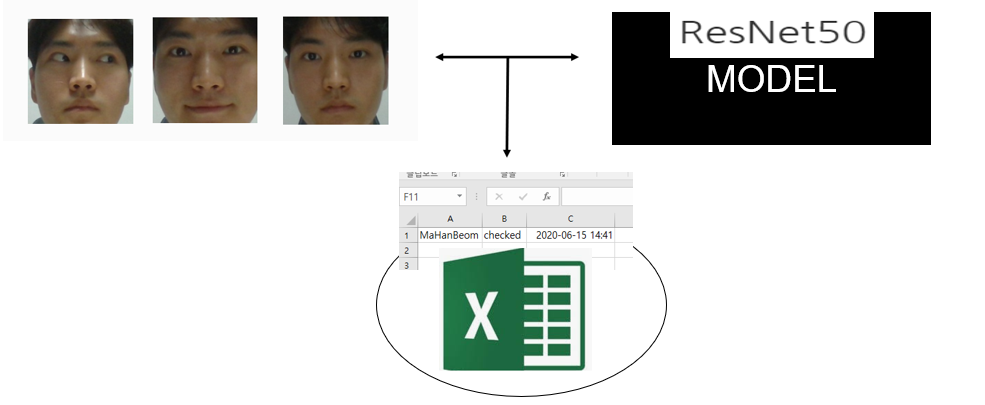 ResNet50
MODEL
F11
fx
A B C
1 MaHanBeom checked 2020-06-15 14:41
2
3
X